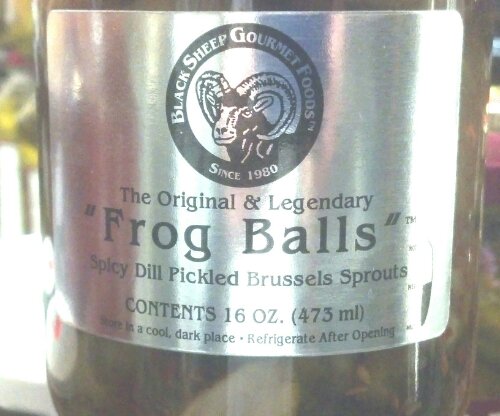 BLACK SHEEP GOURMET FOODS™
SINCE 1980
The Original & Legendary
"Frog Balls"™
Spicy Dill Pickled Brussels Sprouts
CONTENTS 16 OZ. (473 ml)
Store in a cool, dark place • Refrigerate After Opening